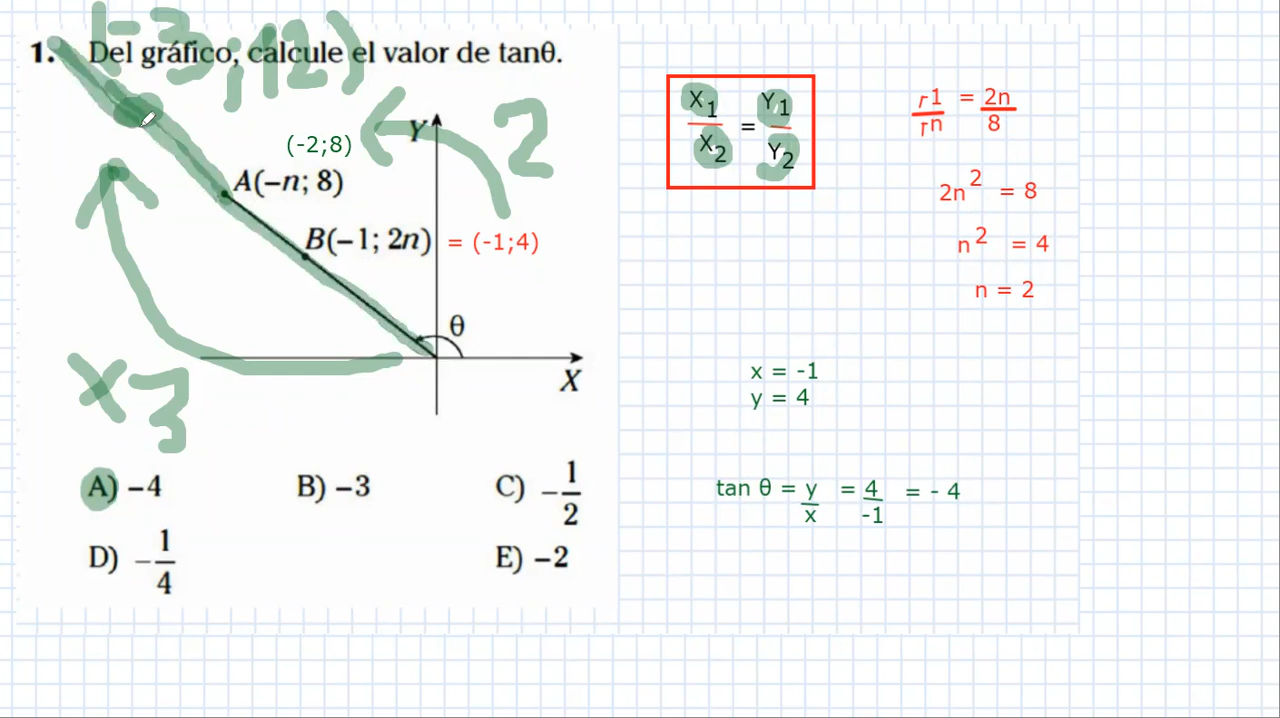 (-3;12)
1. Del gráfico, calcule el valor de tanθ.
2
Y
(-2;8)
A(−n; 8)
B(−1; 2n) = (-1;4)
θ
X
x3
A) −4
B) −3
C) −1/2
D) −1/4
E) −2
X1/X2 = Y1/Y2
r1/rn = 2n/8
2n2 = 8
n2 = 4
n = 2
x = -1
y = 4
tan θ = y/x = 4/-1 = - 4